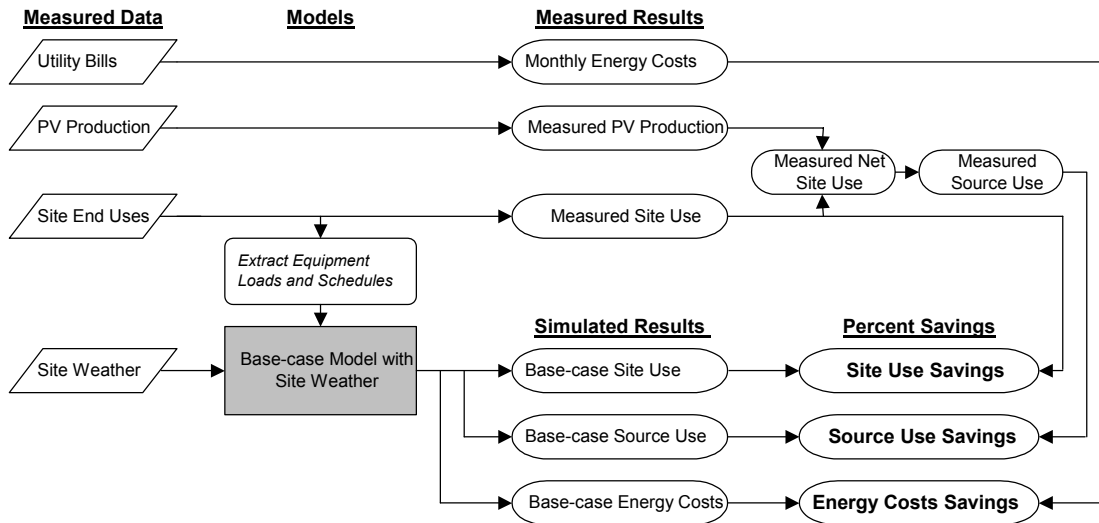 Measured Data
Models
Measured Results
Utility Bills
Monthly Energy Costs
PV Production
Measured PV Production
Measured Net
Site Use
Measured
Source Use
Site End Uses
Measured Site Use
Extract Equipment
Loads and Schedules
Simulated Results
Percent Savings
Site Weather
Base-case Model with
Site Weather
Base-case Site Use
Site Use Savings
Base-case Source Use
Source Use Savings
Base-case Energy Costs
Energy Costs Savings